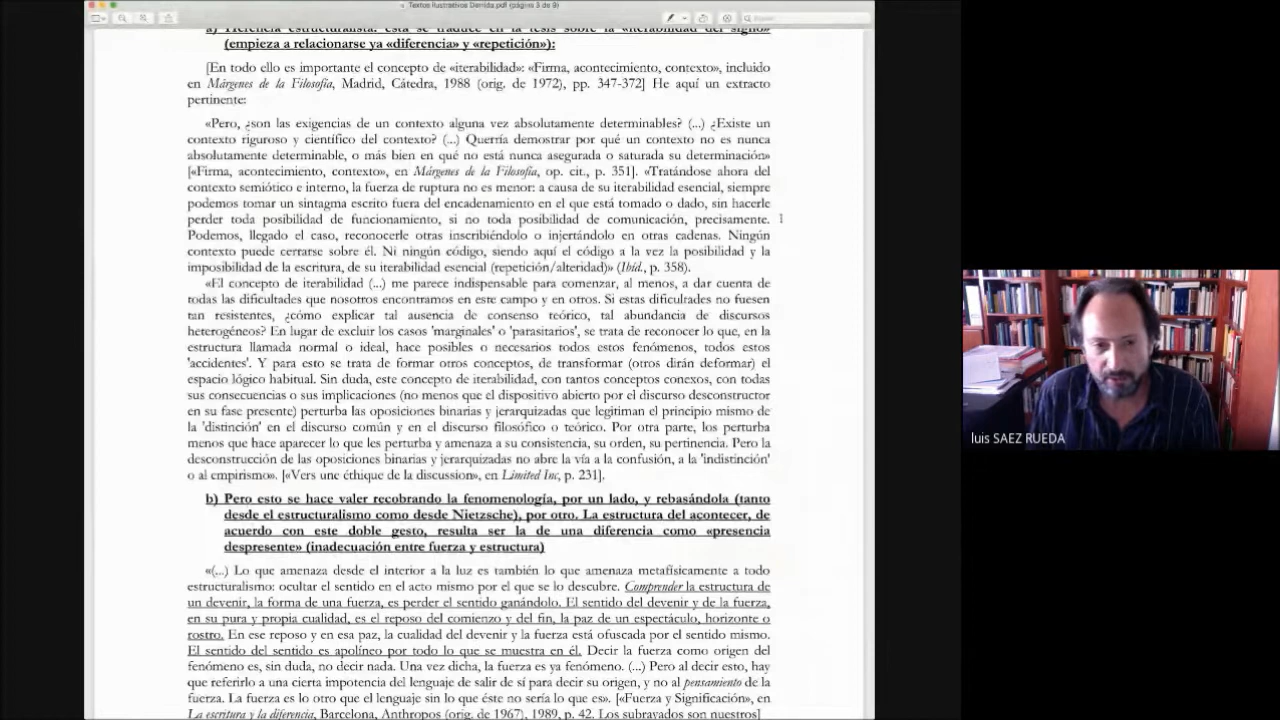 Textos Ilustrativos Derrida.pdf (página 3 de 9)
a) Herencia estructuralista: ésta se traduce en la tesis sobre la «iterabilidad del signo»
(empieza a relacionarse ya «diferencia» y «repetición»):
[En todo ello es importante el concepto de «iterabilidad»: «Firma, acontecimiento, contexto», incluido
en Márgenes de la Filosofía, Madrid, Cátedra, 1988 (orig. de 1972), pp. 347-372] He aquí un extracto
pertinente:
«Pero, ¿son las exigencias de un contexto alguna vez absolutamente determinables? (...) ¿Existe un
contexto riguroso y científico del contexto? (...) Querría demostrar por qué un contexto no es nunca
absolutamente determinable, o más bien en qué no está nunca asegurada o saturada su determinación»
[«Firma, acontecimiento, contexto», en Márgenes de la Filosofía, op. cit., p. 351]. «Tratándose ahora del
contexto semiótico e interno, la fuerza de ruptura no es menor: a causa de su iterabilidad esencial, siempre
podemos tomar un sintagma escrito fuera del encadenamiento en el que está tomado o dado, sin hacerle
perder toda posibilidad de funcionamiento, si no toda posibilidad de comunicación, precisamente.
Podemos, llegado el caso, reconocerle otras inscribiéndolo o injertándolo en otras cadenas. Ningún
contexto puede cerrarse sobre él. Ni ningún código, siendo aquí el código a la vez la posibilidad y la
imposibilidad de la escritura, de su iterabilidad esencial (repetición/alteridad)» (Ibíd., p. 358).
«El concepto de iterabilidad (...) me parece indispensable para comenzar, al menos, a dar cuenta de
todas las dificultades que nosotros encontramos en este campo y en otros. Si estas dificultades no fuesen
tan resistentes, ¿cómo explicar tal ausencia de consenso teórico, tal abundancia de discursos
heterogéneos? En lugar de excluir los casos 'marginales' o 'parasitarios', se trata de reconocer lo que, en la
estructura llamada normal o ideal, hace posibles o necesarios todos estos fenómenos, todos estos
'accidentes'. Y para esto se trata de formar otros conceptos, de transformar (otros dirán deformar) el
espacio lógico habitual. Sin duda, este concepto de iterabilidad, con tantos conceptos conexos, con todas
sus consecuencias o sus implicaciones (no menos que el dispositivo abierto por el discurso desconstructor
en su fase presente) perturba las oposiciones binarias y jerarquizadas que legitiman el principio mismo de
la 'distinción' en el discurso común y en el discurso filosófico o teórico. Por otra parte, los perturba
menos que hace aparecer lo que les perturba y amenaza a su consistencia, su orden, su pertinencia. Pero la
desconstrucción de las oposiciones binarias y jerarquizadas no abre la vía a la confusión, a la 'indistinción'
o al empirismo». [«Vers une éthique de la discussion», en Limited Inc, p. 231].
b) Pero esto se hace valer recobrando la fenomenología, por un lado, y rebasándola (tanto
desde el estructuralismo como desde Nietzsche), por otro. La estructura del acontecer, de
acuerdo con este doble gesto, resulta ser la de una diferencia como «presencia
despresente» (inadecuación entre fuerza y estructura)
«(...) Lo que amenaza desde el interior a la luz es también lo que amenaza metafísicamente a todo
estructuralismo: ocultar el sentido en el acto mismo por el que se lo descubre. Comprender la estructura de
un devenir, la forma de una fuerza, es perder el sentido ganándolo. El sentido del devenir y de la fuerza,
en su pura y propia cualidad, es el reposo del comienzo y del fin, la paz de un espectáculo, horizonte o
rostro. En ese reposo y en esa paz, la cualidad del devenir y la fuerza está ofuscada por el sentido mismo.
El sentido del sentido es apolíneo por todo lo que se muestra en él. Decir la fuerza como origen del
fenómeno es, sin duda, no decir nada. Una vez dicha, la fuerza es ya fenómeno. (...) Pero al decir esto, hay
que referirlo a una cierta impotencia del lenguaje de salir de sí para decir su origen, y no al pensamiento de la
fuerza. La fuerza es lo otro que el lenguaje sin lo que éste no sería lo que es». [«Fuerza y Significación», en
La escritura y la diferencia, Barcelona, Anthropos (orig. de 1967), 1989, p. 42. Los subrayados son nuestros]
luis SAEZ RUEDA